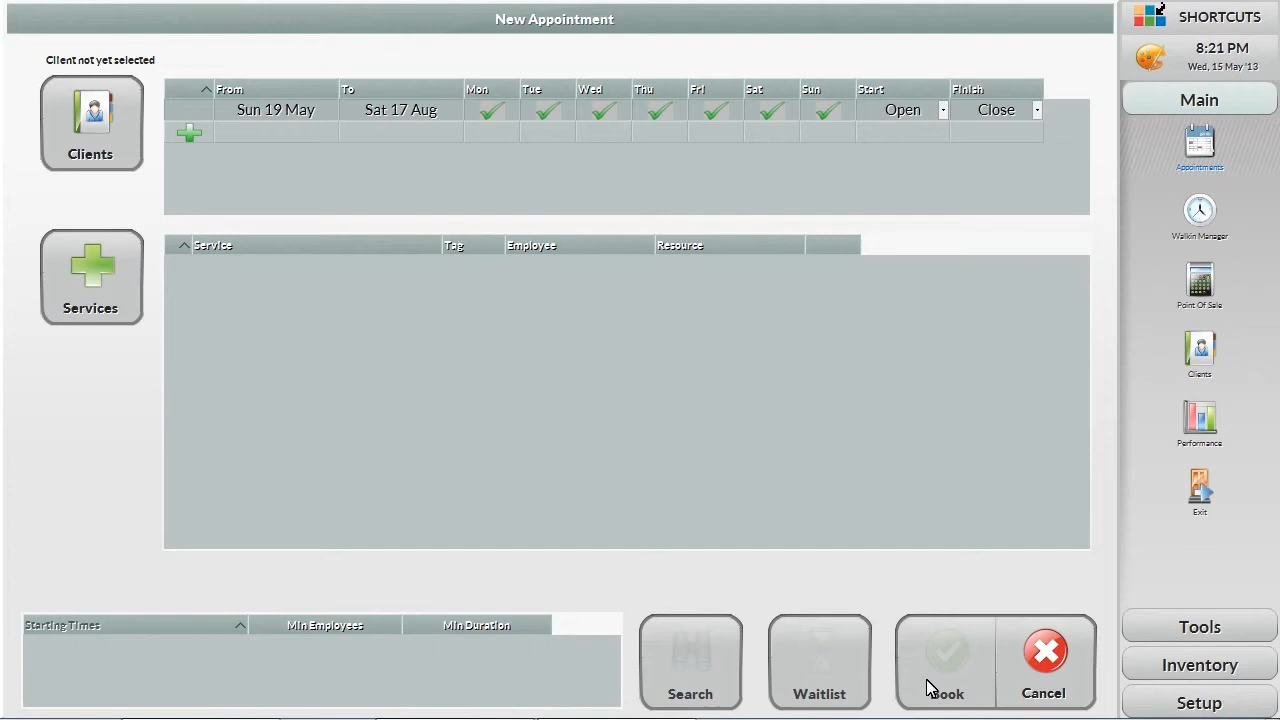 New Appointment
SHORTCUTS
8:21 PM
Wed, 15 May '13
Client not yet selected
Clients
From To Mon Tue Wed Thu Fri Sat Sun Start Finish
Sun 19 May Sat 17 Aug Open Close
Services
Service Tag Employee Resource
Starting Times Min Employees Min Duration
Search
Waitlist
Book
Cancel
Main
Appointments
Walkin Manager
Point Of Sale
Clients
Performance
Exit
Tools
Inventory
Setup